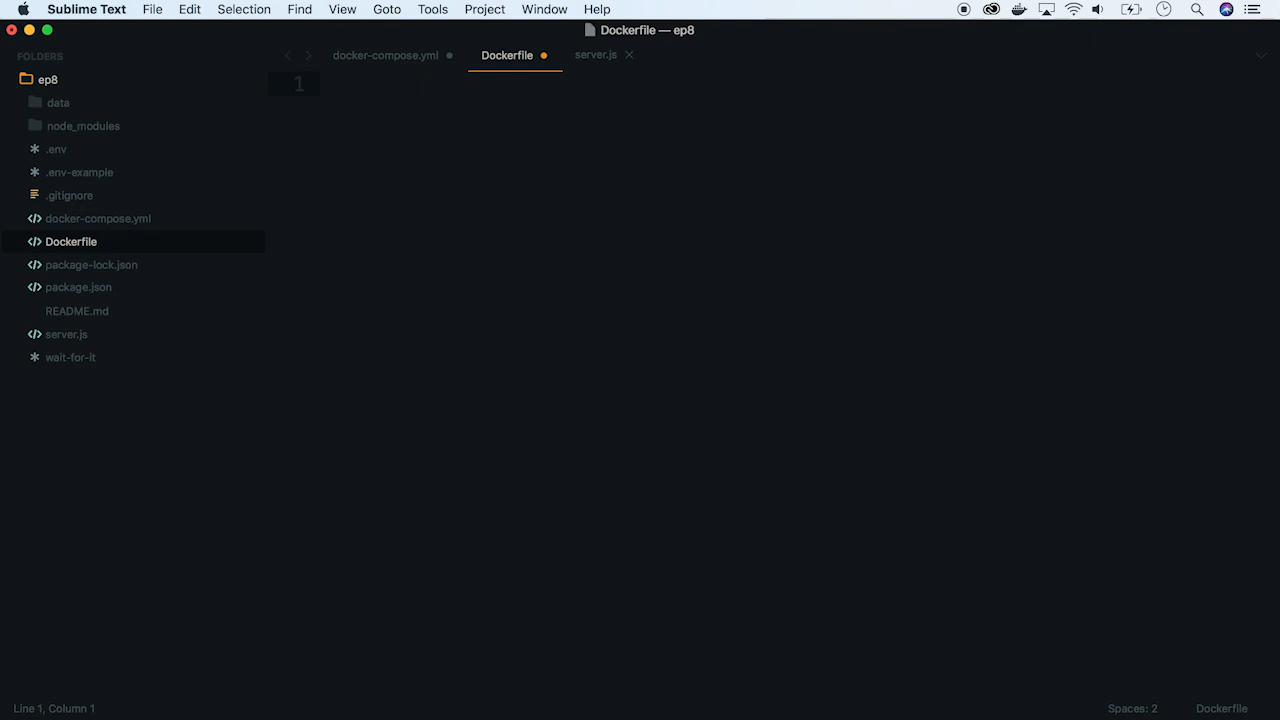 Sublime Text File Edit Selection Find View Goto Tools Project Window Help
Dockerfile — ep8
FOLDERS
ep8
data
node_modules
.env
.env-example
.gitignore
docker-compose.yml
Dockerfile
package-lock.json
package.json
README.md
server.js
wait-for-it
docker-compose.yml Dockerfile server.js
1
Line 1, Column 1
Spaces: 2 Dockerfile